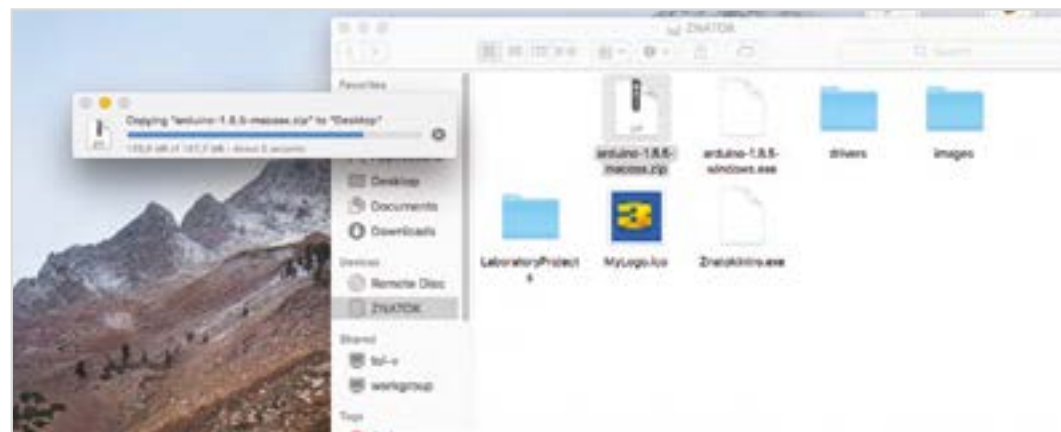 ZNATOK
Search
Favorites
Copying "arduino-1.8.5-macosx.zip" to "Desktop"
Desktop
Documents
Downloads
Devices
Remote Disc
ZNATOK
Shared
workgroup
Tags
arduino-1.8.5-
macosx.zip
arduino-1.8.5-
windows.exe
drivers
images
LaboratoryProject
s
MyLogo.ico
ZnatokIntro.exe